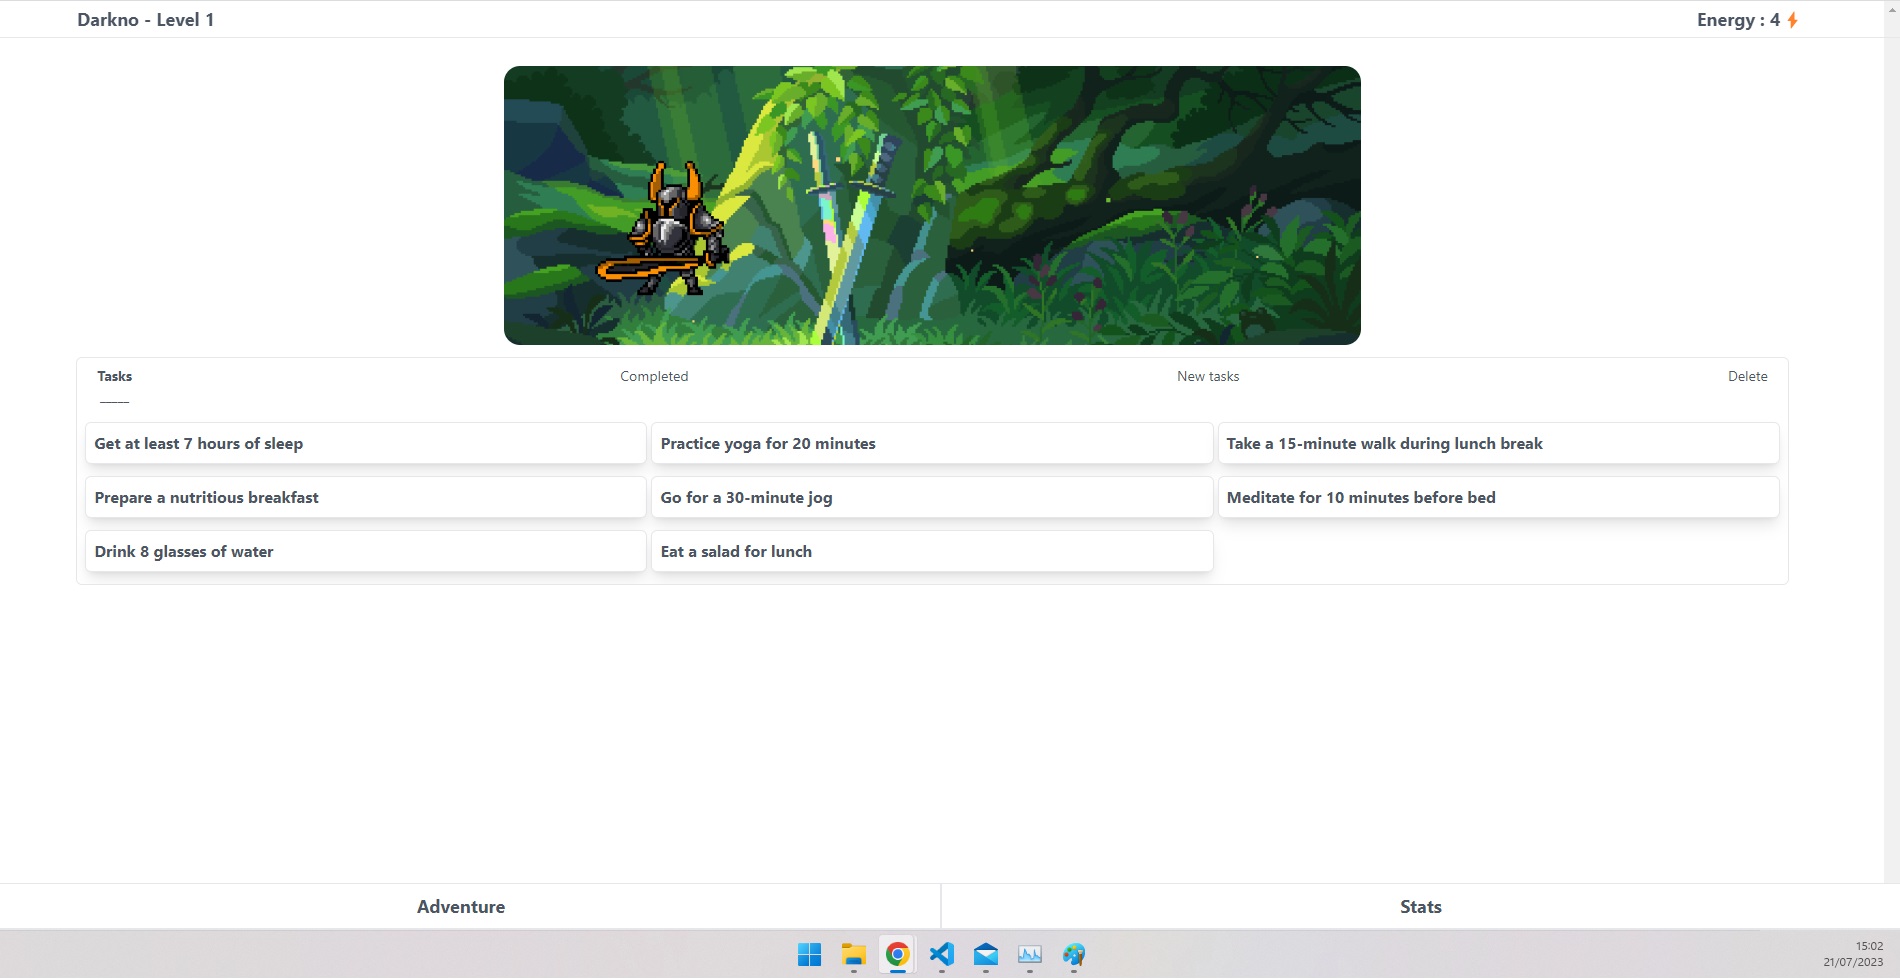 Darkno - Level 1
Energy : 4
Tasks
Completed
New tasks
Delete
Get at least 7 hours of sleep
Practice yoga for 20 minutes
Take a 15-minute walk during lunch break
Prepare a nutritious breakfast
Go for a 30-minute jog
Meditate for 10 minutes before bed
Drink 8 glasses of water
Eat a salad for lunch
Adventure
Stats
15:02
21/07/2023